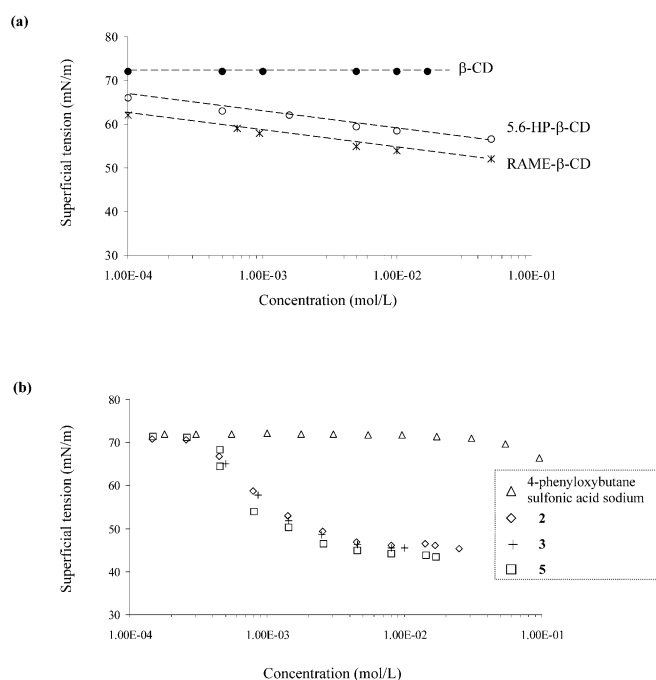 (a)
80
70
60
50
40
30
Superficial tension (mN/m)
β-CD
5.6-HP-β-CD
RAME-β-CD
1.00E-04
1.00E-03
1.00E-02
1.00E-01
Concentration (mol/L)
(b)
80
70
60
50
40
30
Superficial tension (mN/m)
4-phenyloxybutane
sulfonic acid sodium
2
3
5
1.00E-04
1.00E-03
1.00E-02
1.00E-01
Concentration (mol/L)